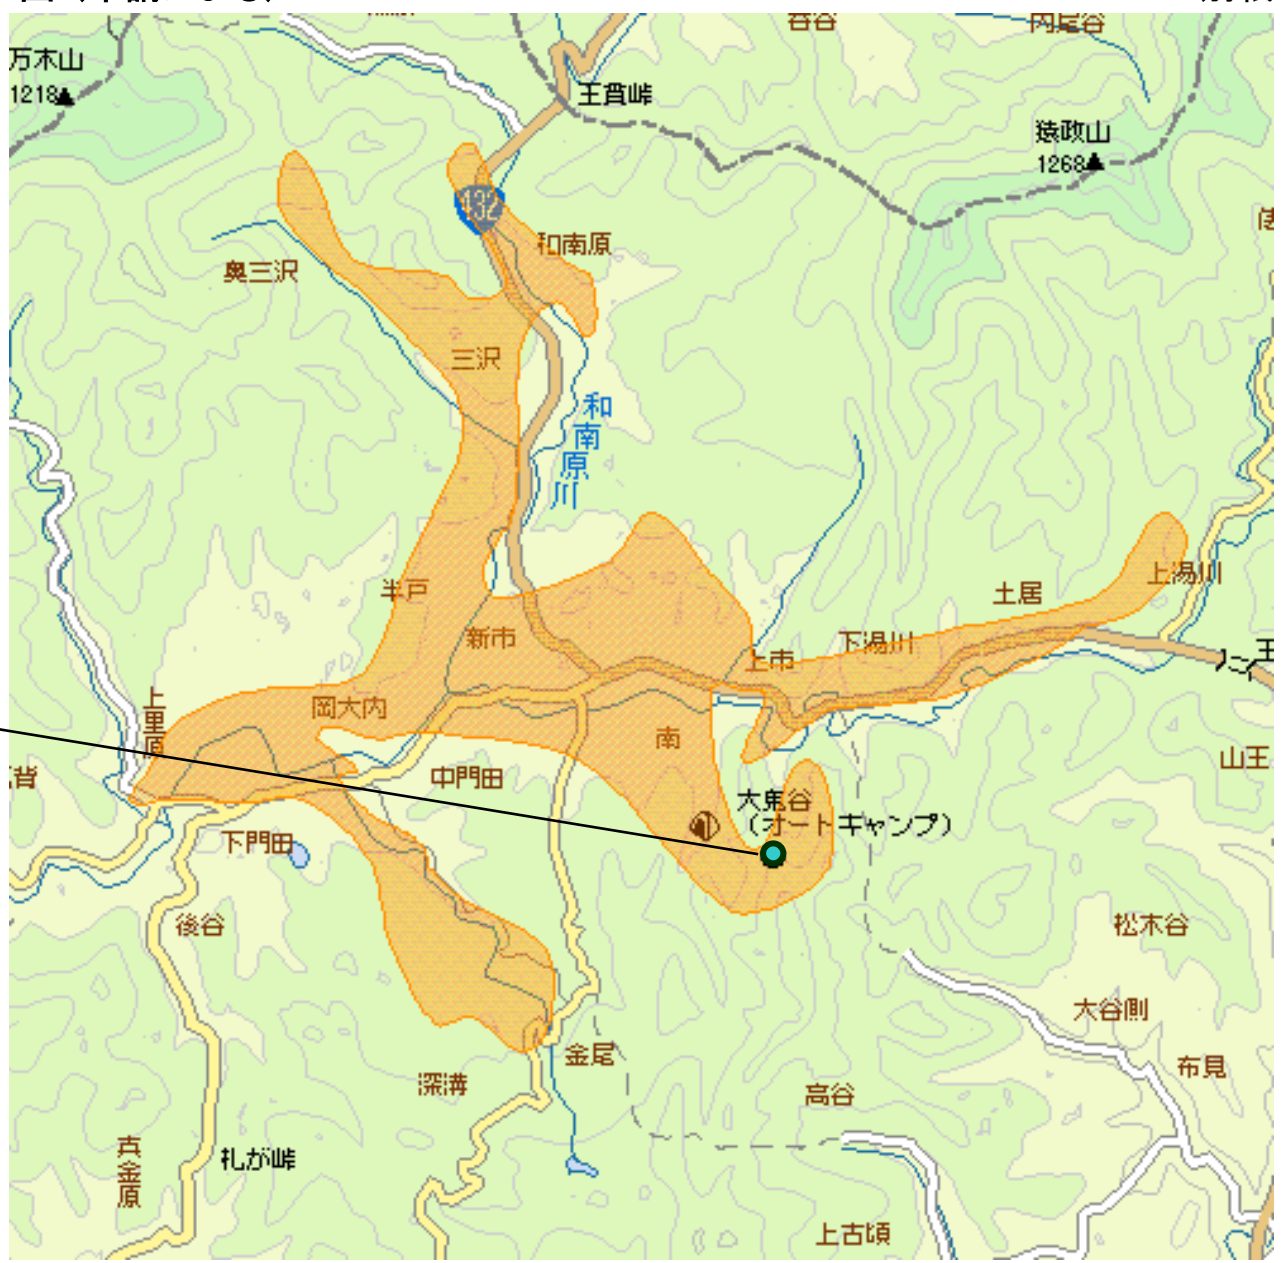 万木山
1218
王貫峠
猿政山
1268
432
和南原
奥三沢
三沢
和
南
原
川
半戸
新市
土居
上湯川
下湯川
上市
上
里
原
岡大内
南
山王
中門田
大鬼谷
(オートキャンプ)
下門田
後谷
松木谷
大谷側
金尾
布見
深溝
高谷
札が峠
上古頃